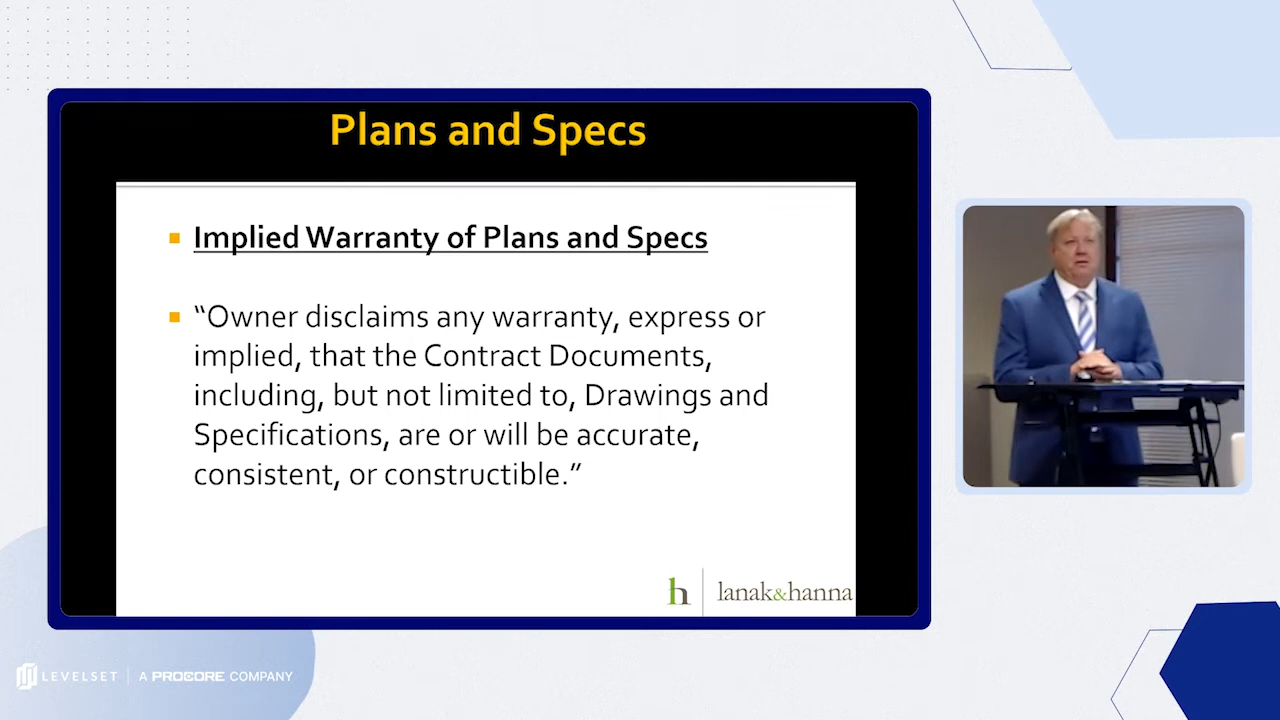 Plans and Specs
Implied Warranty of Plans and Specs
“Owner disclaims any warranty, express or
implied, that the Contract Documents,
including, but not limited to, Drawings and
Specifications, are or will be accurate,
consistent, or constructible.”
h lanak&hanna
LEVELSET A PROCORE COMPANY